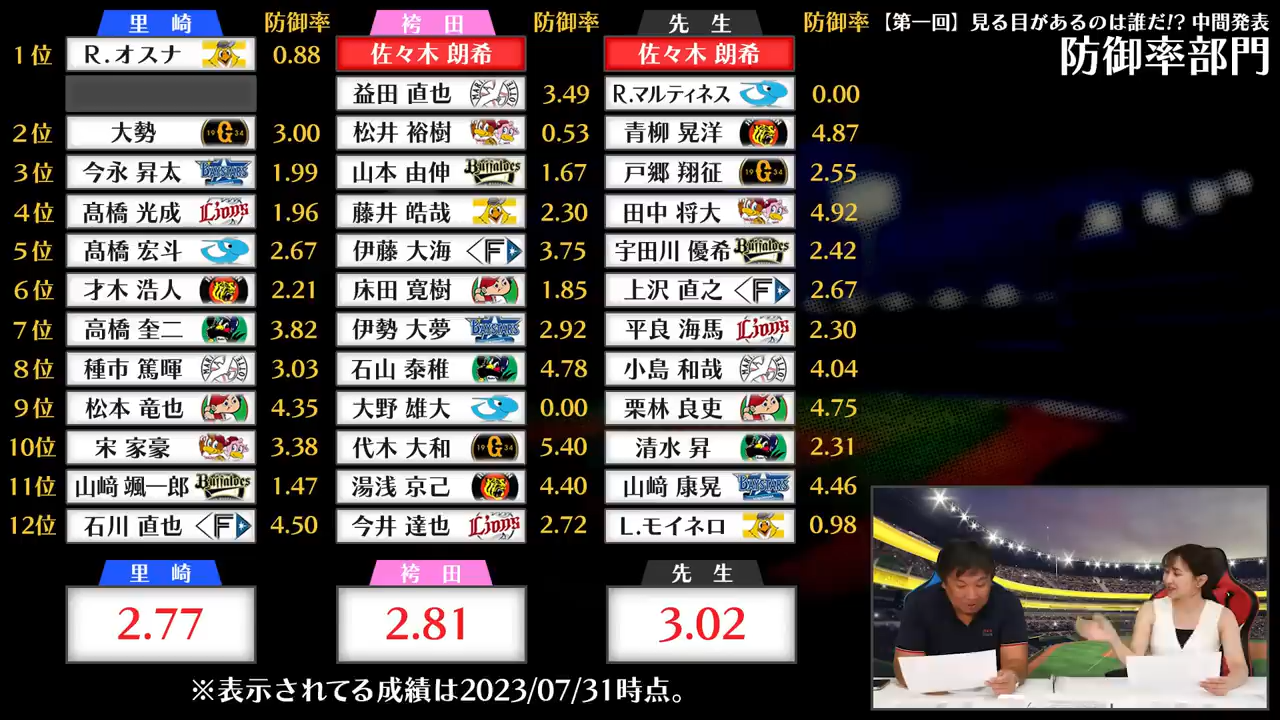 【第一回】見る目があるのは誰だ!? 中間発表
防御率部門
里崎 防御率 袴田 防御率 先生 防御率
1位 R.オスナ 0.88 佐々木 朗希 佐々木 朗希
益田 直也 3.49 R.マルティネス 0.00
2位 大勢 3.00 松井 裕樹 0.53 青柳 晃洋 4.87
3位 今永 昇太 1.99 山本 由伸 1.67 戸郷 翔征 2.55
4位 髙橋 光成 1.96 藤井 皓哉 2.30 田中 将大 4.92
5位 髙橋 宏斗 2.67 伊藤 大海 3.75 宇田川 優希 2.42
6位 才木 浩人 2.21 床田 寛樹 1.85 上沢 直之 2.67
7位 高橋 奎二 3.82 伊勢 大夢 2.92 平良 海馬 2.30
8位 種市 篤暉 3.03 石山 泰稚 4.78 小島 和哉 4.04
9位 松本 竜也 4.35 大野 雄大 0.00 栗林 良吏 4.75
10位 宋 家豪 3.38 代木 大和 5.40 清水 昇 2.31
11位 山﨑 颯一郎 1.47 湯浅 京己 4.40 山﨑 康晃 4.46
12位 石川 直也 4.50 今井 達也 2.72 L.モイネロ 0.98
里崎 袴田 先生
2.77 2.81 3.02
※表示されてる成績は2023/07/31時点。